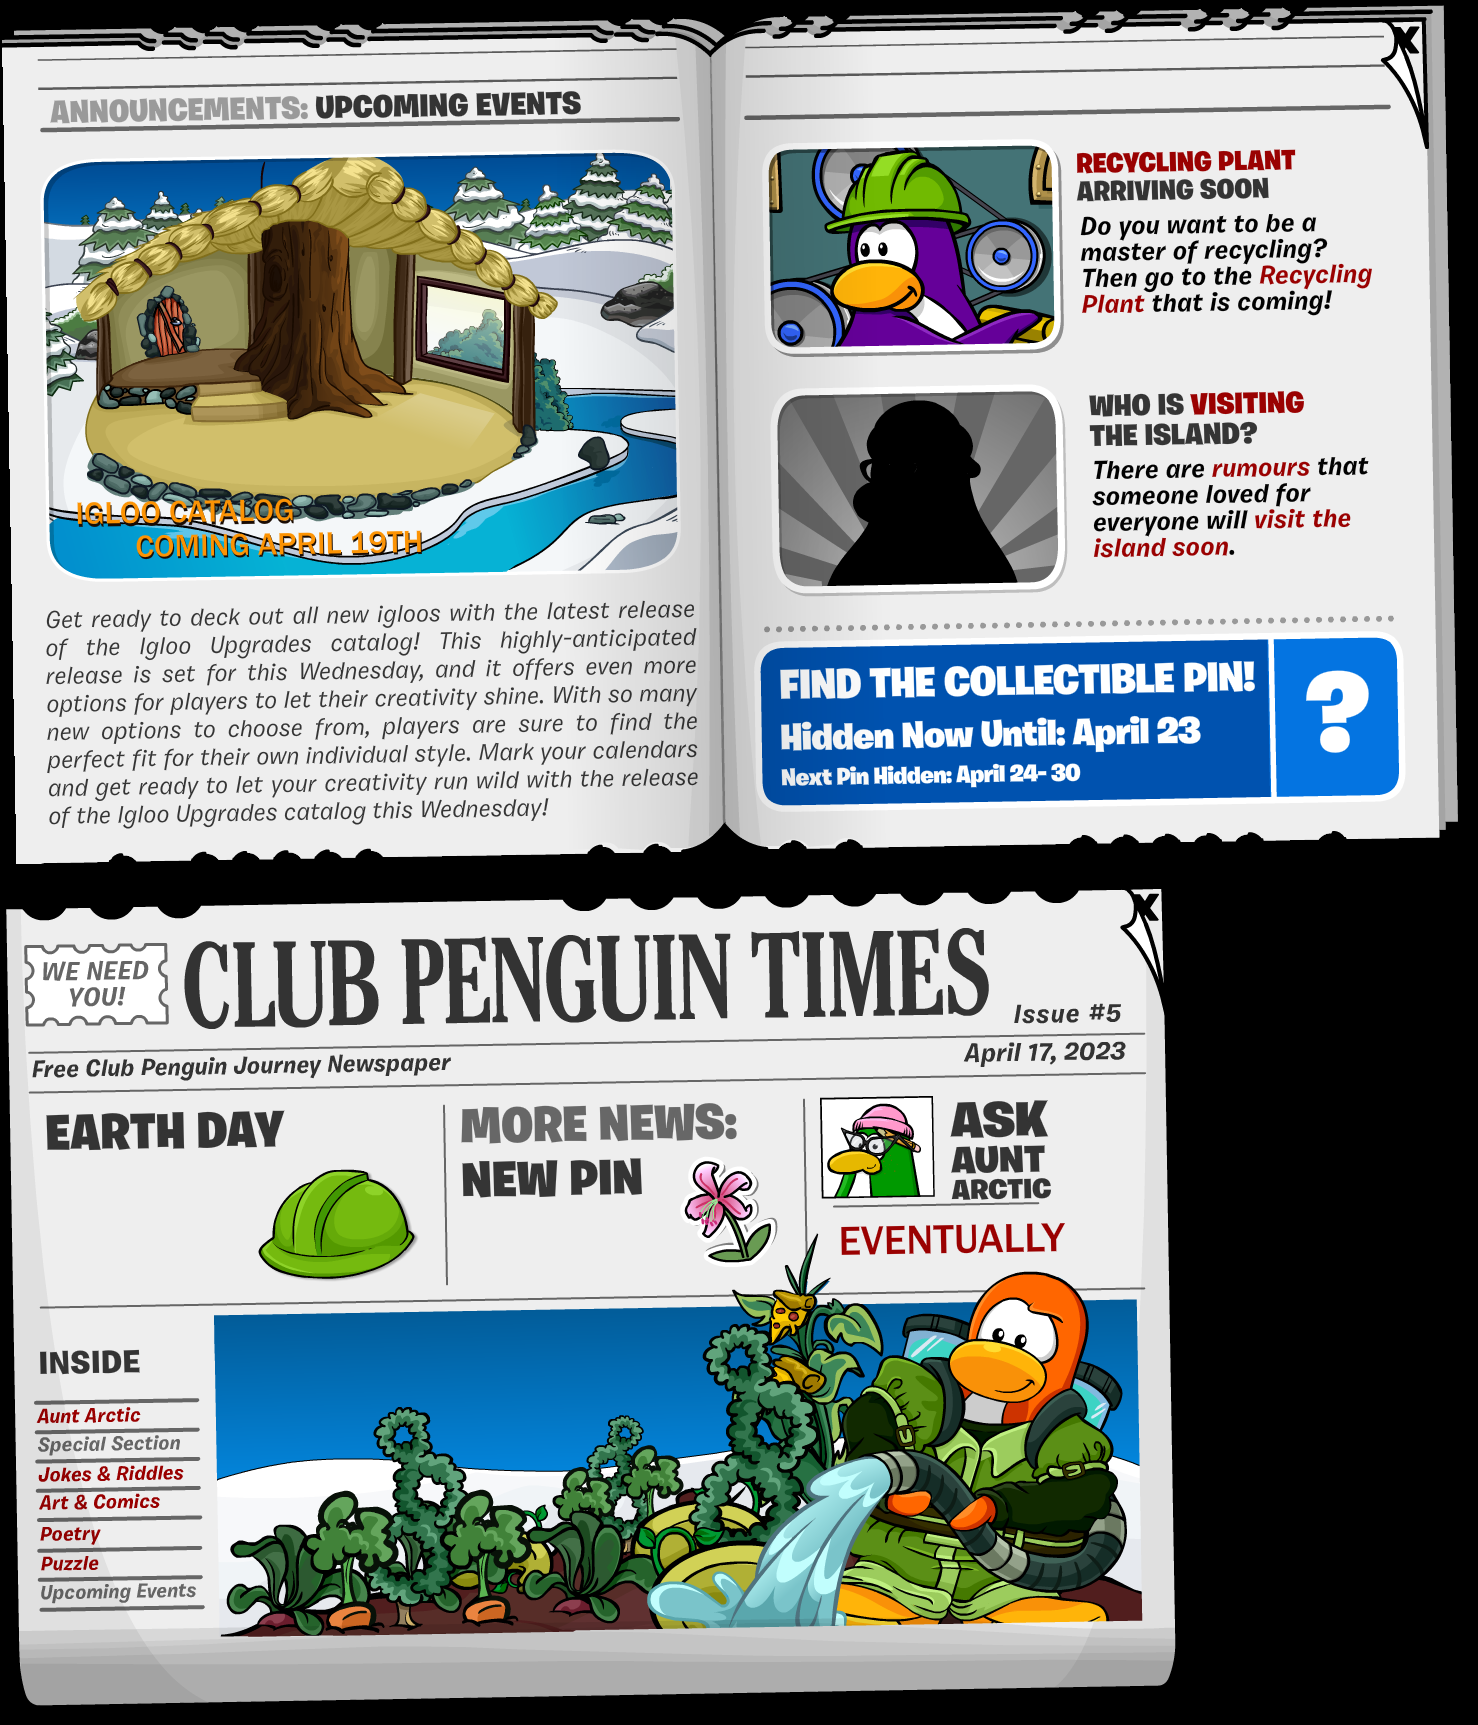 ANNOUNCEMENTS: UPCOMING EVENTS
IGLOO CATALOG
COMING APRIL 19TH
Get ready to deck out all new igloos with the latest release
of the Igloo Upgrades catalog! This highly-anticipated
release is set for this Wednesday, and it offers even more
options for players to let their creativity shine. With so many
new options to choose from, players are sure to find the
perfect fit for their own individual style. Mark your calendars
and get ready to let your creativity run wild with the release
of the Igloo Upgrades catalog this Wednesday!
X
RECYCLING PLANT
ARRIVING SOON
Do you want to be a
master of recycling?
Then go to the Recycling
Plant that is coming!
WHO IS VISITING
THE ISLAND?
There are rumours that
someone loved for
everyone will visit the
island soon.
FIND THE COLLECTIBLE PIN!
Hidden Now Until: April 23
Next Pin Hidden: April 24- 30
?
X
WE NEED
YOU!
CLUB PENGUIN TIMES
Issue #5
Free Club Penguin Journey Newspaper
April 17, 2023
EARTH DAY
MORE NEWS:
NEW PIN
ASK
AUNT
ARCTIC
EVENTUALLY
INSIDE
Aunt Arctic
Special Section
Jokes & Riddles
Art & Comics
Poetry
Puzzle
Upcoming Events